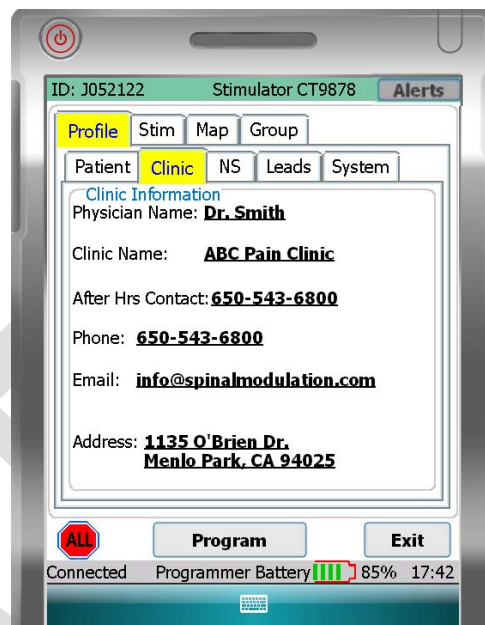 ID: J052122 Stimulator CT9878 Alerts
Profile Stim Map Group
Patient Clinic NS Leads System
Clinic Information
Physician Name: Dr. Smith
Clinic Name: ABC Pain Clinic
After Hrs Contact: 650-543-6800
Phone: 650-543-6800
Email: info@spinalmodulation.com
Address: 1135 O'Brien Dr.
Menlo Park, CA 94025
ALL Program Exit
Connected Programmer Battery 85% 17:42